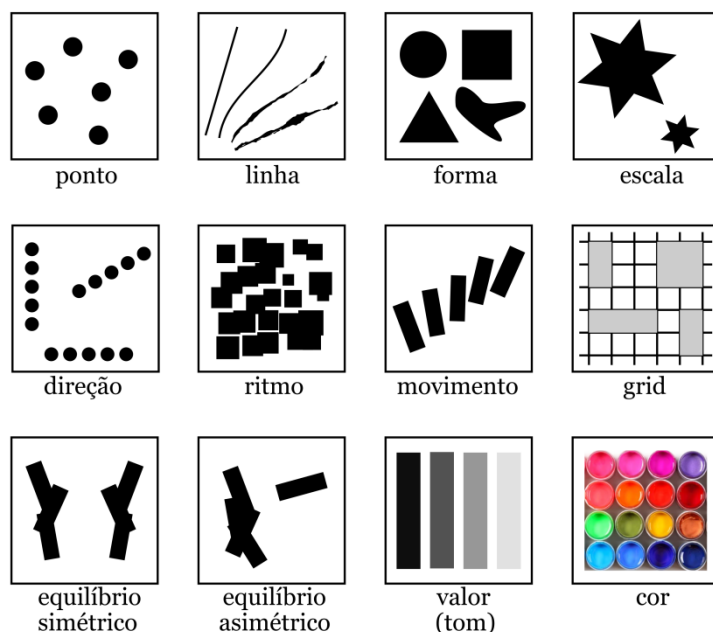 ponto
linha
forma
escala
direção
ritmo
movimento
grid
equilíbrio
simétrico
equilíbrio
asimétrico
valor
(tom)
cor